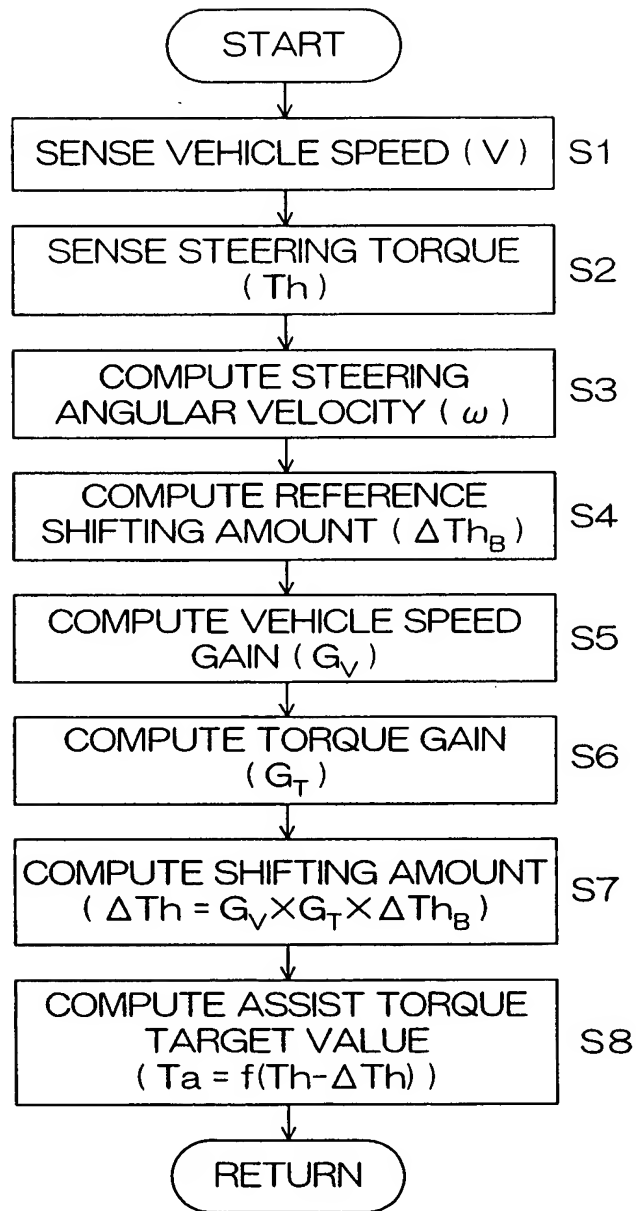 START
SENSE VEHICLE SPEED ( V )
S1
SENSE STEERING TORQUE
( Th )
S2
COMPUTE STEERING
ANGULAR VELOCITY ( ω )
S3
COMPUTE REFERENCE
SHIFTING AMOUNT ( ΔTh_B )
S4
COMPUTE VEHICLE SPEED
GAIN ( G_V )
S5
COMPUTE TORQUE GAIN
( G_T )
S6
COMPUTE SHIFTING AMOUNT
( ΔTh = G_V×G_T×ΔTh_B )
S7
COMPUTE ASSIST TORQUE
TARGET VALUE
( Ta = f(Th-ΔTh) )
S8
RETURN